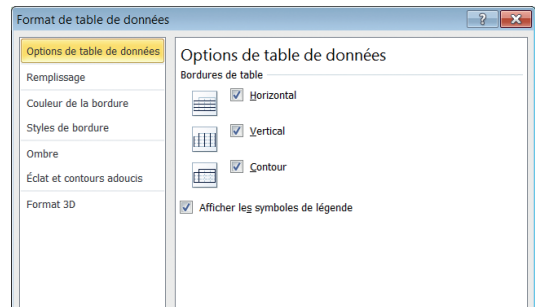 Format de table de données
Options de table de données
Remplissage
Couleur de la bordure
Styles de bordure
Ombre
Éclat et contours adoucis
Format 3D
Options de table de données
Bordures de table
Horizontal
Vertical
Contour
Afficher les symboles de légende